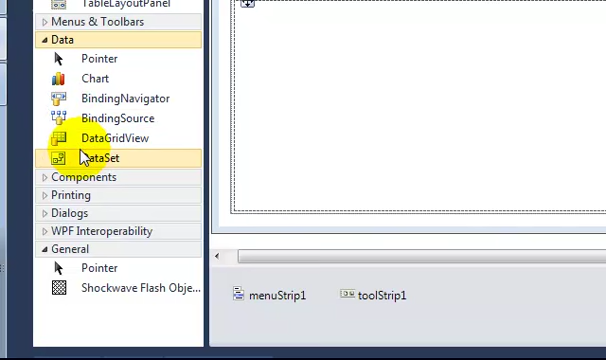 TableLayoutPanel
Menus & Toolbars
Data
Pointer
Chart
BindingNavigator
BindingSource
DataGridView
DataSet
Components
Printing
Dialogs
WPF Interoperability
General
Pointer
Shockwave Flash Obje...
menuStrip1
toolStrip1